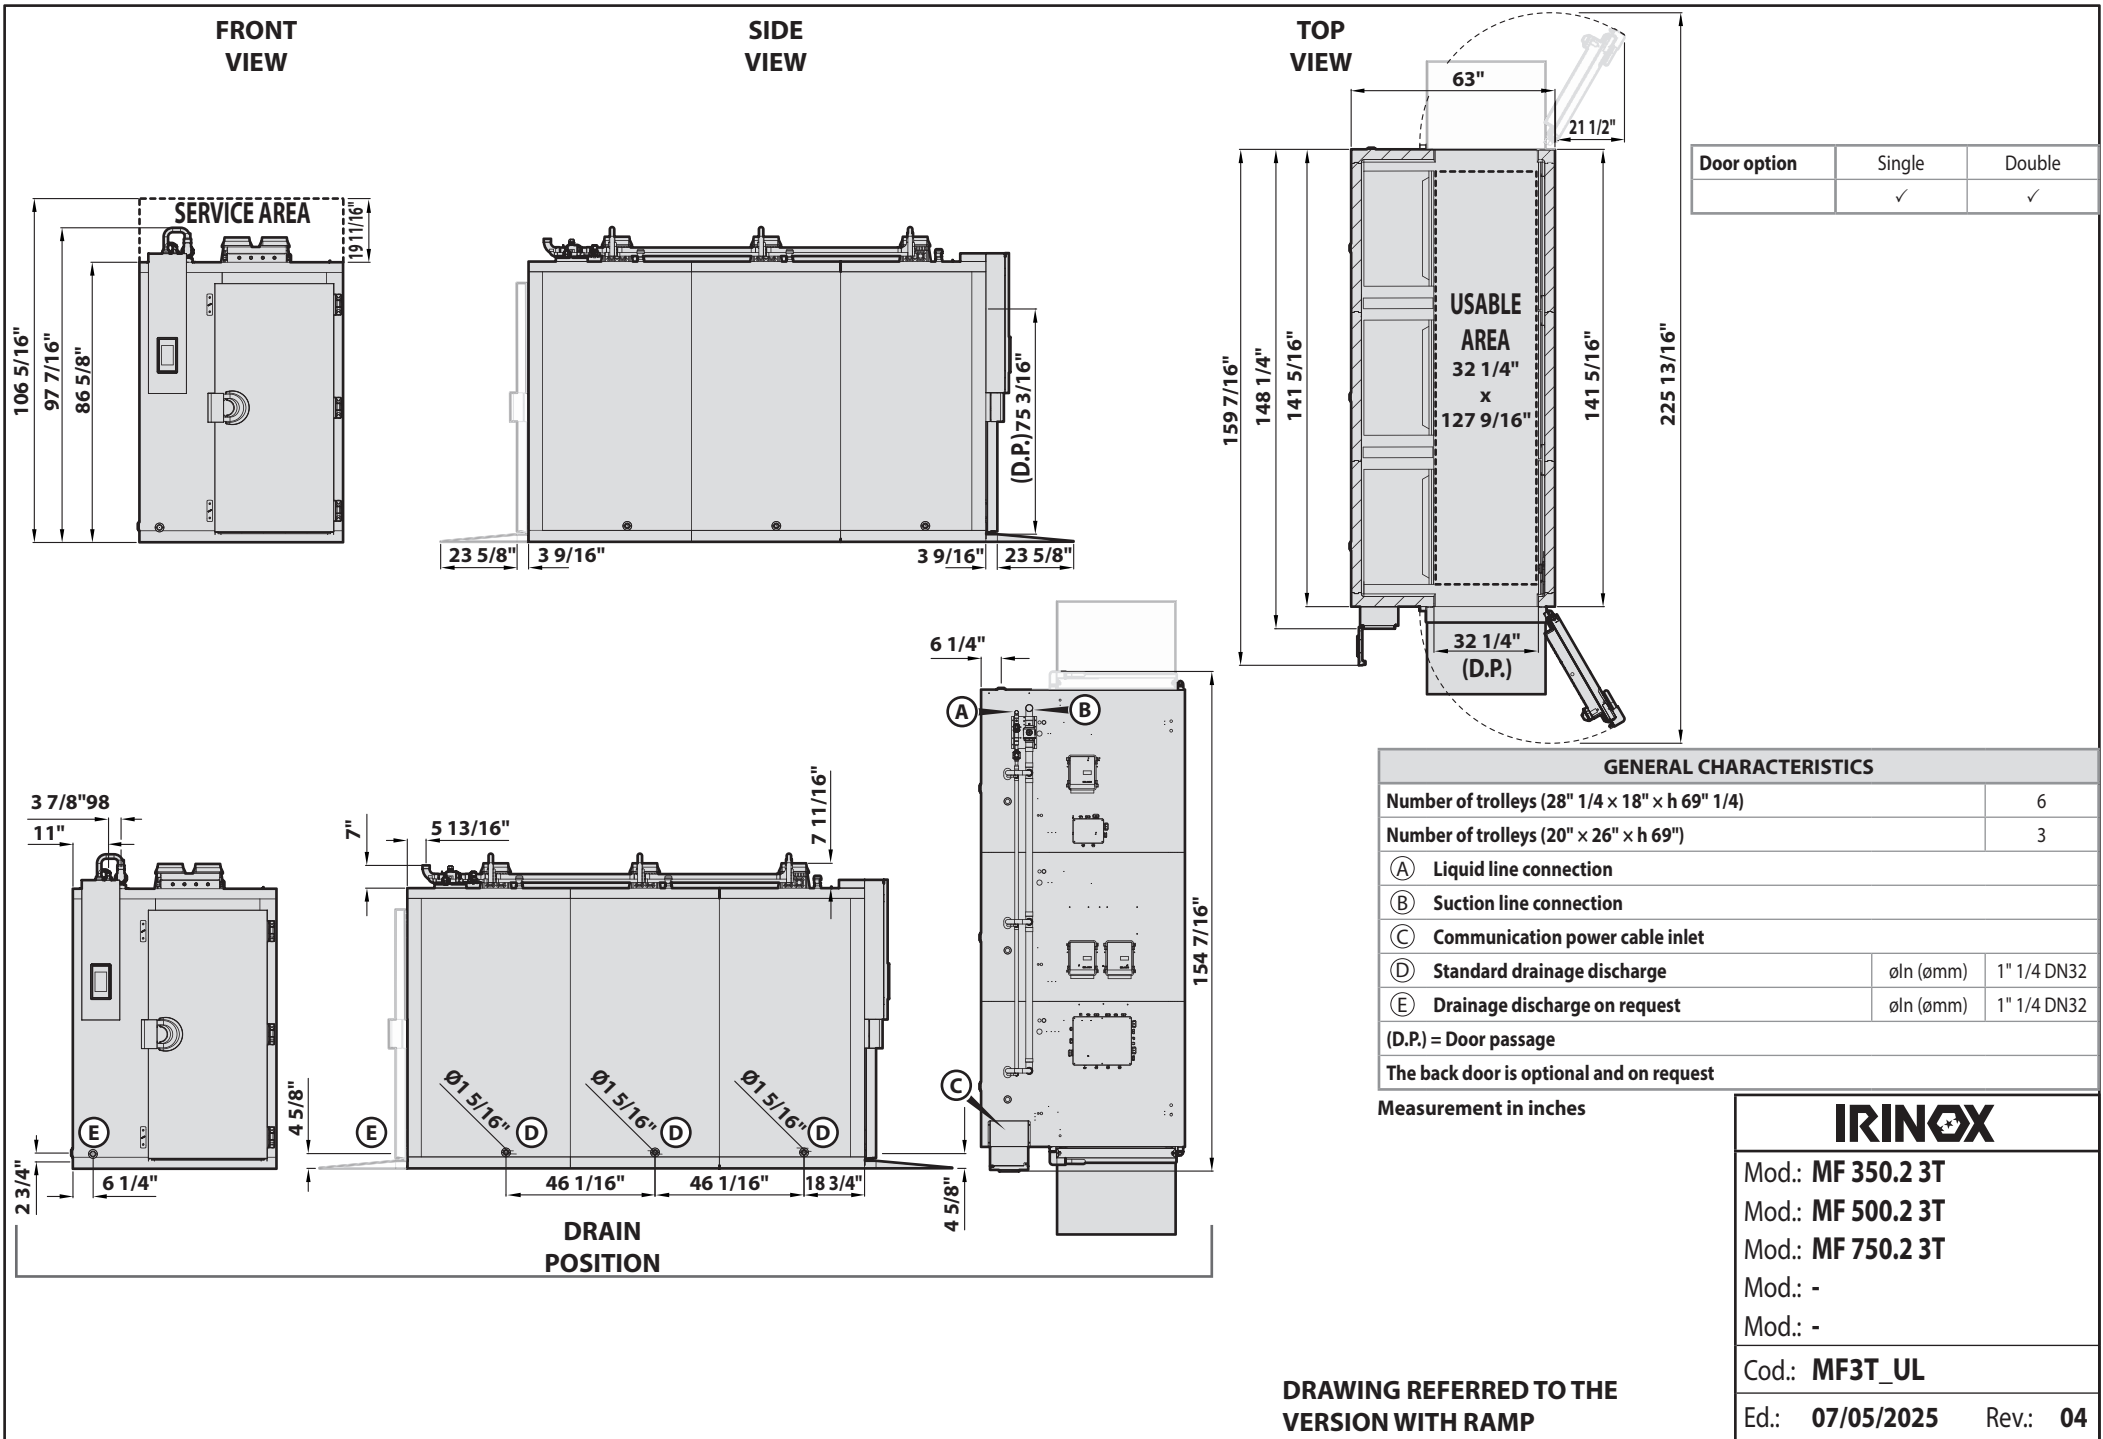 FRONT
VIEW
SIDE
VIEW
TOP
VIEW
SERVICE AREA
19 11/16"
106 5/16"
97 7/16"
86 5/8"
(D.P.)75 3/16"
23 5/8"
3 9/16"
3 9/16"
23 5/8"
63"
21 1/2"
159 7/16"
148 1/4"
141 5/16"
USABLE
AREA
32 1/4"
x
127 9/16"
141 5/16"
225 13/16"
32 1/4"
(D.P.)
Door option Single Double
✓ ✓
3 7/8"98
11"
E
2 3/4"
6 1/4"
7"
5 13/16"
7 11/16"
4 5/8"
E
Ø1 5/16"
D
Ø1 5/16"
D
Ø1 5/16"
D
46 1/16"
46 1/16"
18 3/4"
4 5/8"
6 1/4"
A
B
C
154 7/16"
DRAIN
POSITION
GENERAL CHARACTERISTICS
Number of trolleys (28" 1/4 × 18" × h 69" 1/4) 6
Number of trolleys (20" × 26" × h 69") 3
A Liquid line connection
B Suction line connection
C Communication power cable inlet
D Standard drainage discharge øIn (ømm) 1" 1/4 DN32
E Drainage discharge on request øIn (ømm) 1" 1/4 DN32
(D.P.) = Door passage
The back door is optional and on request
Measurement in inches
IRINOX
Mod.: MF 350.2 3T
Mod.: MF 500.2 3T
Mod.: MF 750.2 3T
Mod.: -
Mod.: -
Cod.: MF3T_UL
Ed.: 07/05/2025 Rev.: 04
DRAWING REFERRED TO THE
VERSION WITH RAMP